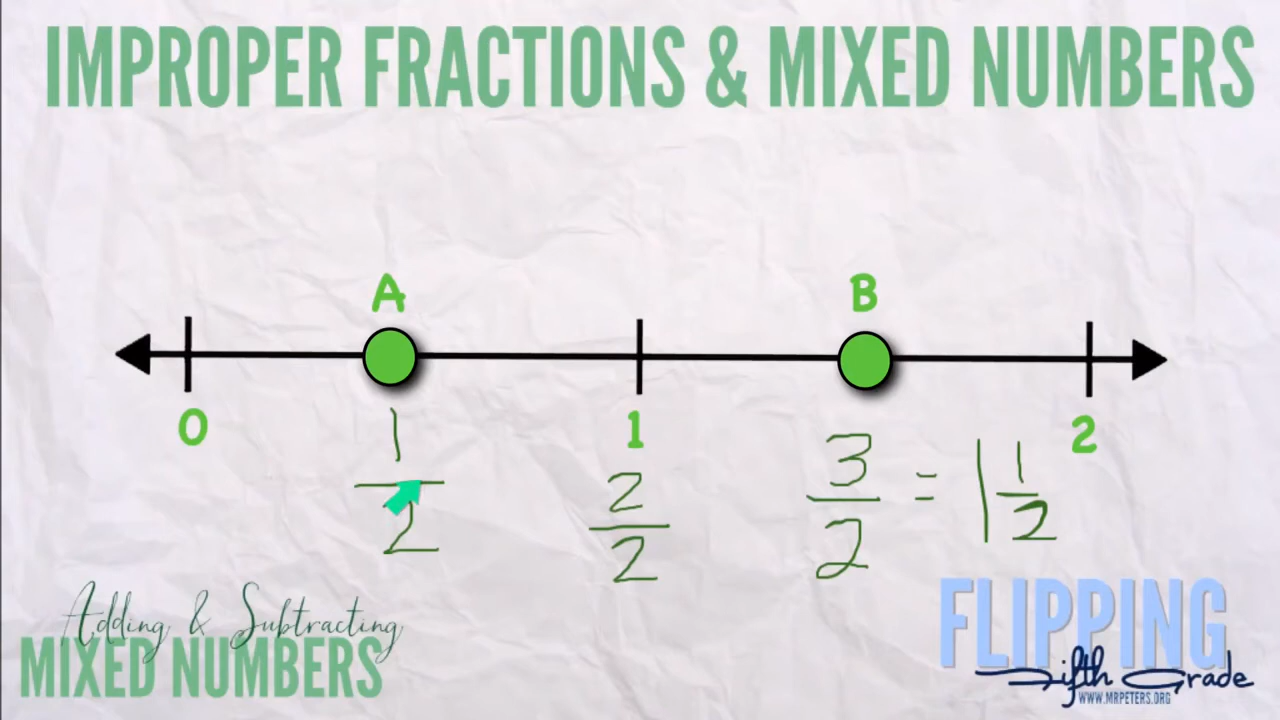 IMPROPER FRACTIONS & MIXED NUMBERS
A B
0 1 2
1/2 2/2 3/2 = 1 1/2
Adding & Subtracting
MIXED NUMBERS
FLIPPING
Fifth Grade
WWW.MRPETERS.ORG